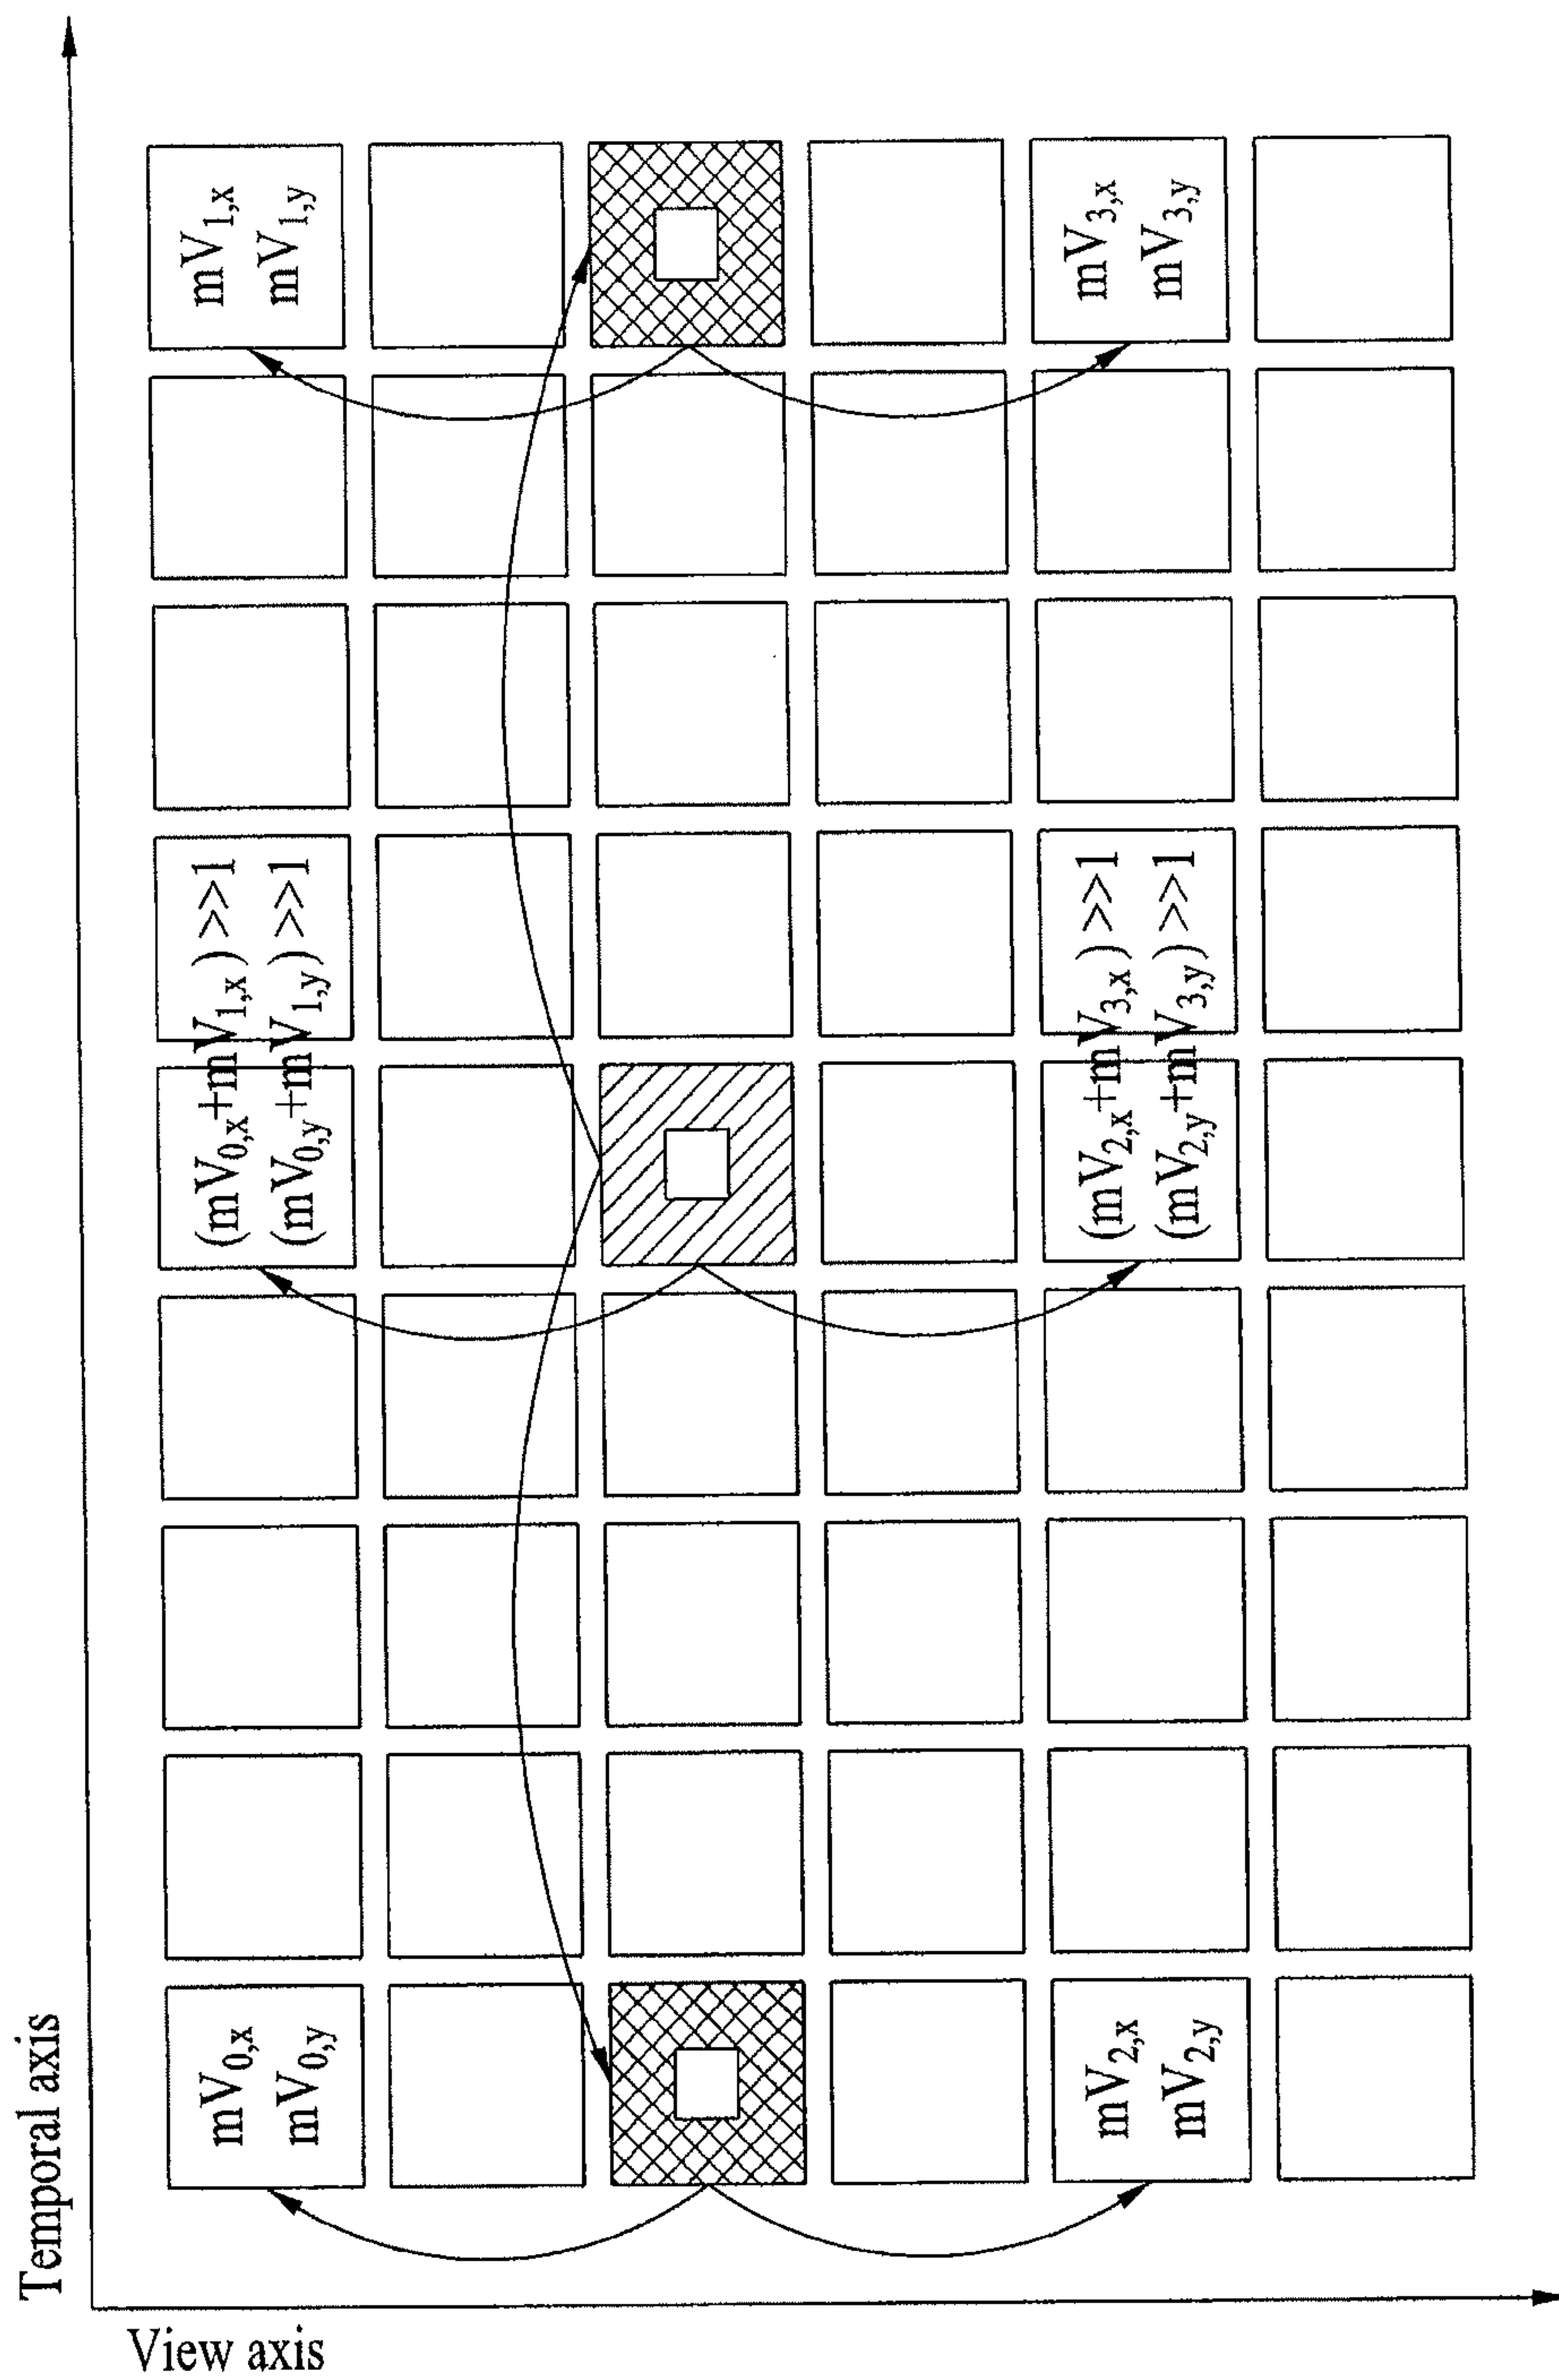 Temporal axis
mV0,x
mV0,y
(mV0,x+mV1,x) >>1
(mV0,y+mV1,y) >>1
mV1,x
mV1,y
mV2,x
mV2,y
(mV2,x+mV3,x) >>1
(mV2,y+mV3,y) >>1
mV3,x
mV3,y
View axis